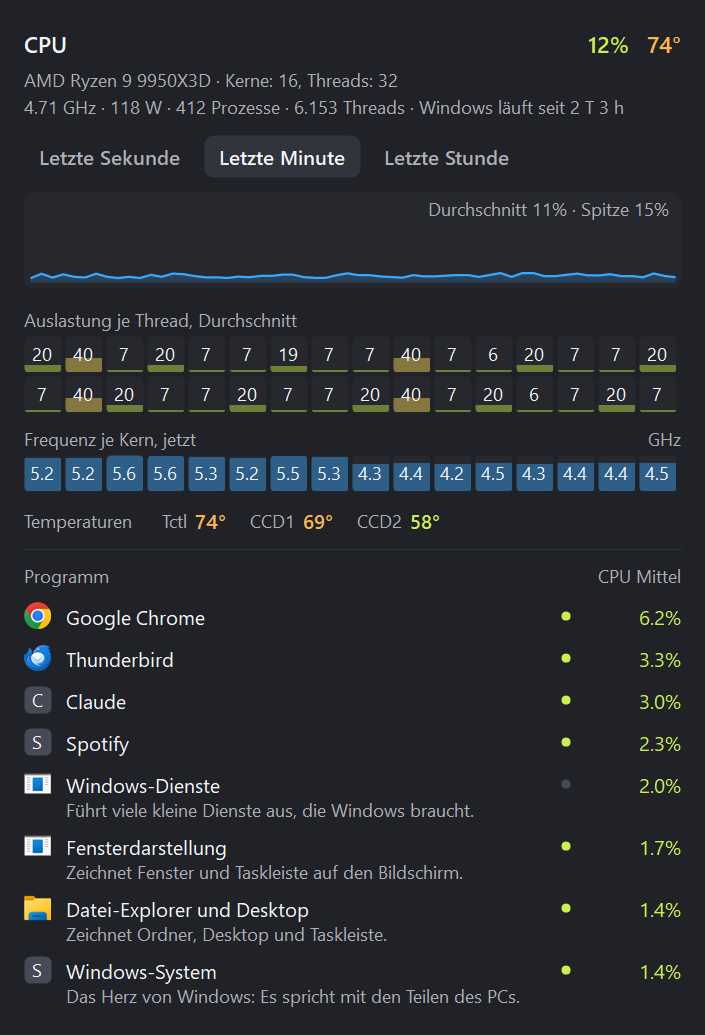 CPU 12% 74°
AMD Ryzen 9 9950X3D · Kerne: 16, Threads: 32
4.71 GHz · 118 W · 412 Prozesse · 6.153 Threads · Windows läuft seit 2 T 3 h
Letzte Sekunde Letzte Minute Letzte Stunde
Durchschnitt 11% · Spitze 15%
Auslastung je Thread, Durchschnitt
20 40 7 20 7 7 19 7 7 40 7 6 20 7 7 20
7 40 20 7 7 20 7 7 20 40 7 20 6 7 20 7
Frequenz je Kern, jetzt GHz
5.2 5.2 5.6 5.6 5.3 5.2 5.5 5.3 4.3 4.4 4.2 4.5 4.3 4.4 4.4 4.5
Temperaturen Tctl 74° CCD1 69° CCD2 58°
Programm CPU Mittel
Google Chrome 6.2%
Thunderbird 3.3%
C Claude 3.0%
S Spotify 2.3%
Windows-Dienste 2.0%
Führt viele kleine Dienste aus, die Windows braucht.
Fensterdarstellung 1.7%
Zeichnet Fenster und Taskleiste auf den Bildschirm.
Datei-Explorer und Desktop 1.4%
Zeichnet Ordner, Desktop und Taskleiste.
S Windows-System 1.4%
Das Herz von Windows: Es spricht mit den Teilen des PCs.